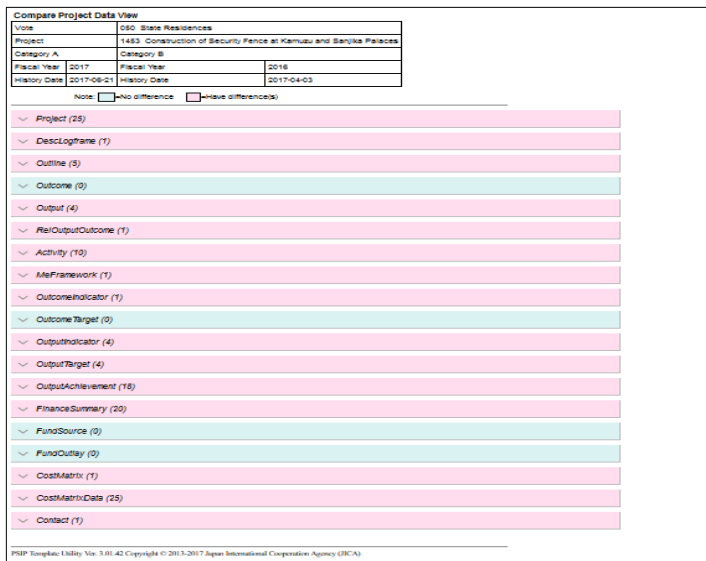 Compare Project Data View
Vote 050 State Residences
Project 1453 Construction of Security Fence at Kamuzu and Sanjika Palaces
Category A Category B
Fiscal Year 2017 Fiscal Year 2016
History Date 2017-06-21 History Date 2017-04-03
Note: =No difference =Have difference(s)
Project (25)
DescLogframe (1)
Outline (5)
Outcome (0)
Output (4)
RelOutputOutcome (1)
Activity (10)
MeFramework (1)
OutcomeIndicator (1)
OutcomeTarget (0)
OutputIndicator (4)
OutputTarget (4)
OutputAchievement (18)
FinanceSummary (20)
FundSource (0)
FundOutlay (0)
CostMatrix (1)
CostMatrixData (25)
Contact (1)
PSIP Template Utility Ver. 3.01.42 Copyright © 2013-2017 Japan International Cooperation Agency (JICA)